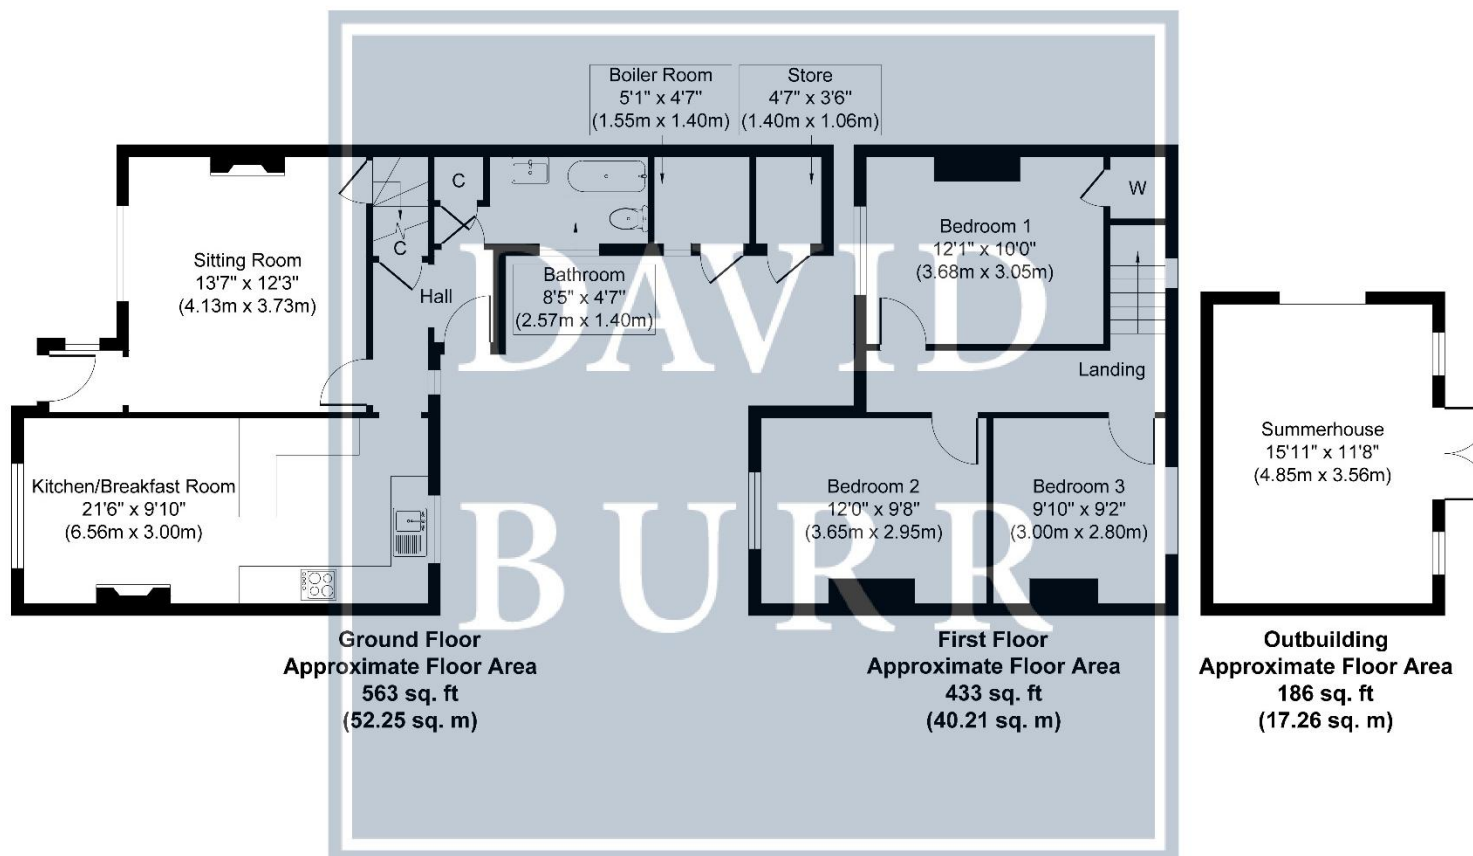 Boiler Room
5'1" x 4'7"
(1.55m x 1.40m)
Store
4'7" x 3'6"
(1.40m x 1.06m)
Sitting Room
13'7" x 12'3"
(4.13m x 3.73m)
C
C
Hall
Bathroom
8'5" x 4'7"
(2.57m x 1.40m)
Kitchen/Breakfast Room
21'6" x 9'10"
(6.56m x 3.00m)
Bedroom 1
12'1" x 10'0"
(3.68m x 3.05m)
W
Landing
Bedroom 2
12'0" x 9'8"
(3.65m x 2.95m)
Bedroom 3
9'10" x 9'2"
(3.00m x 2.80m)
Summerhouse
15'11" x 11'8"
(4.85m x 3.56m)
DAVID
BURR
Ground Floor
Approximate Floor Area
563 sq. ft
(52.25 sq. m)
First Floor
Approximate Floor Area
433 sq. ft
(40.21 sq. m)
Outbuilding
Approximate Floor Area
186 sq. ft
(17.26 sq. m)